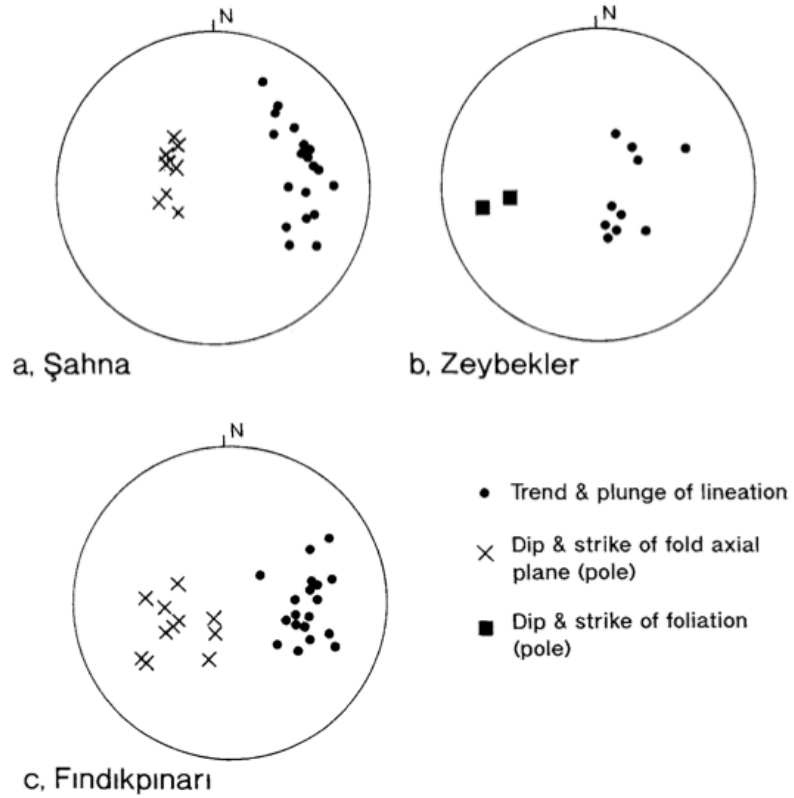 N
N
a, Şahna
b, Zeybekler
N
Trend & plunge of lineation
Dip & strike of fold axial
plane (pole)
Dip & strike of foliation
(pole)
c, Fındıkpınarı